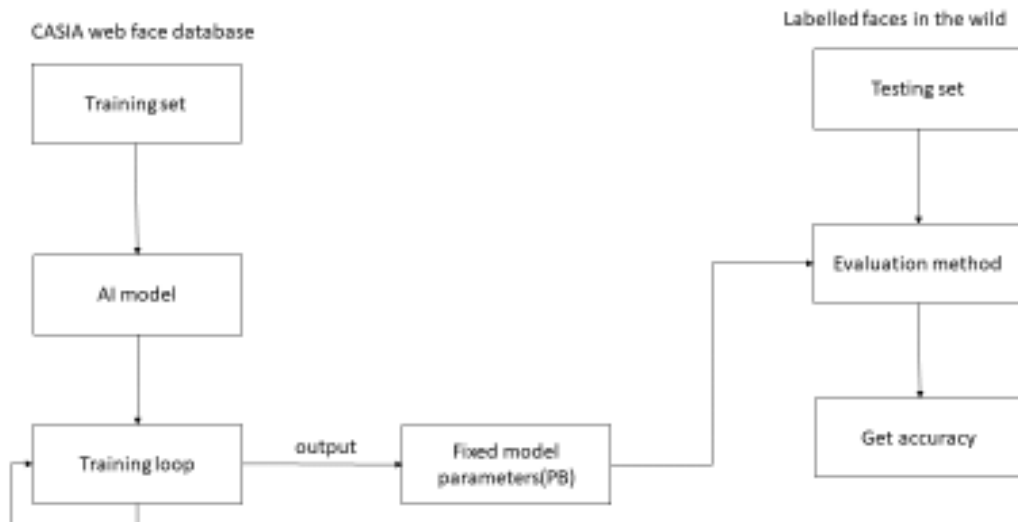 CASIA web face database
Labelled faces in the wild
Training set
Testing set
AI model
Evaluation method
Training loop
output
Fixed model
parameters(PB)
Get accuracy